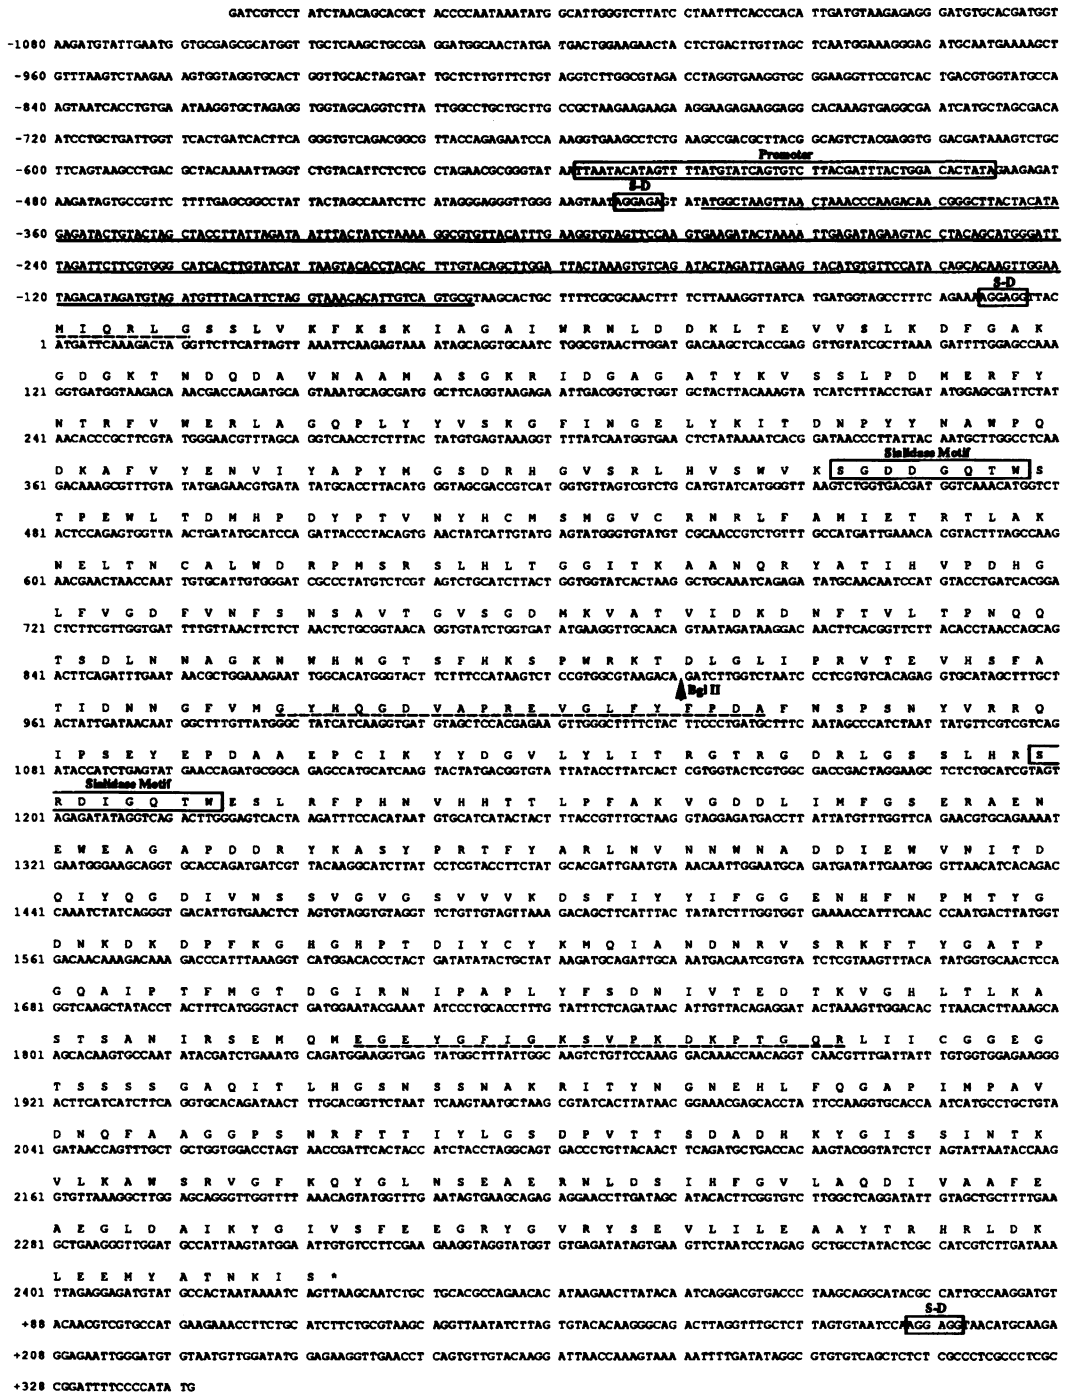 GATCGTCCT ATCTAACAGCACGCT ACCCCAATAAATATG GCATTGGGTCTTATC CTAATTTCACCCACA TTGATGTAAGAGAGG GATGTGCACGATGGT
-1080 AAGATGTATTGAATG GTGCGAGCGCATGGT TGCTCAAGCTGCCGA GGATGGCAACTATGA TGACTGGAAGAACTA CTCTGACTTGTTAGC TCAATGGAAAGGGAG ATGCAATGAAAAGCT
-960 GTTTAAGTCTAAGAA AGTGGTAGGTGCACT GGTTGCACTAGTGAT TGCTCTTGTTTCTGT AGGTCTTGGCGTAGA CCTAGGTGAAGGTGC GGAAGGTTCCGTCAC TGACGTGGTATGCCA
-840 AGTAATCACCTGTGA ATAAGGTGCTAGAGG TGGTAGCAGGTCTTA TTGGCCTGCTGCTTG CCGCTAAGAAGAAGA AGGAAGAGAAGGAGG CACAAAGTGAGGCGA ATCATGCTAGCGACA
-720 ATCCTGCTGATTGGT TCACTGATCACTTCA GGGTGTCAGACGGCG TTACCAGAGAATCCA AAGGTGAAGCCTCTG AAGCCGACGCTTACG GCAGTCTACGAGGTG GACGATAAAGTCTGC
Promoter
-600 TTCAGTAAGCCTGAC GCTACAAAATTAGGT CTGTACATTCTCTCG CTAGAACGCGGGTAT AATTAATACATAGTT TTATGTATCAGTGTC TTACGATTTACTGGA CACTATAGAAGAGAT
S-D
-480 AAGATAGTGCCGTTC TTTTTGAGCGGCCTAT TACTAGCCAATCTTC ATAGGGAGGGTTGGG AAGTAATAGGAGAGT ATATGGCTAAGTTAA CTAAACCCAAGACAA CGGGCTTACTACATA
-360 GAGATACTGTACTAG CTACCTTATTAGATA ATTTACTATCTAAAA GGCGTGTTACATTTG AAGGTGTAGTTCCAA GTGAAGATACTAAAA TTGAGATAGAAGTAC CTACAGCATGGGATT
-240 TAGATTCTTCGTGGG CATCACTTGTATCAT TAAGTACACCTACAC TTTGTACAGCTTGGA TTACTAAAGTGTCAG ATACTAGATTAGAAG TACATGTGTTCCATA CAGCACAAGTTGGAA
S-D
-120 TAGACATAGATGTAG ATGTTTACATTCTAG GTAAACACATTGTCA GTGCGTAAGCACTGC TTTTCGCGCAACTTT TCTTAAAGGTTATCA TGATGGTAGCCTTTC AGAAAAGGAGGTTAC
M I Q R L G S S L V K F K S K I A G A I W R N L D D K L T E V V S L K D F G A K
1 ATGATTCAAAGACTA GGTTCTTCATTAGTT AAATTCAAGAGTAAA ATAGCAGGTGCAATC TGGCGTAACTTGGAT GACAAGCTCACCGAG GTTGTATCGCTTAAA GATTTTGGAGCCAAA
G D G K T N D Q D A V N A A M A S G K R I D G A G A T Y K V S S L P D M E R F Y
121 GGTGATGGTAAGACA AACGACCAAGATGCA GTAAATGCAGCGATG GCTTCAGGTAAGAGA ATTGACGGTGCTGGT GCTACTTACAAAGTA TCATCTTTACCTGAT ATGGAGCGATTCTAT
N T R F V W E R L A G Q P L Y Y V S K G F I N G E L Y K I T D N P Y Y N A W P Q
241 AACACCCGCTTCGTA TGGGAACGTTTAGCA GGTCAACCTCTTTAC TATGTGAGTAAAGGT TTTATCAATGGTGAA CTCTATAAAATCACG GATAACCCTTATTAC AATGCTTGGCCTCAA
Sialidase Motif
D K A F V Y E N V I Y A P Y M G S D R H G V S R L H V S W V K S G D D G Q T W S
361 GACAAAGCGTTTGTA TATGAGAACGTGATA TATGCACCTTACATG GGTAGCGACCGTCAT GGTGTTAGTCGTCTG CATGTATCATGGGTT AAGTCTGGTGACGAT GGTCAAACATGGTCT
T P E W L T D M H P D Y P T V N Y H C M S M G V C R N R L F A M I E T R T L A K
481 ACTCCAGAGTGGTTA ACTGATATGCATCCA GATTACCCTACAGTG AACTATCATTGTATG AGTATGGGTGTATGT CGCAACCGTCTGTTT GCCATGATTGAAACA CGTACTTTAGCCAAG
N E L T N C A L W D R P M S R S L H L T G G I T K A A N Q R Y A T I H V P D H G
601 AACGAACTAACCAAT TGTGCATTGTGGGAT CGCCCTATGTCTCGT AGTCTGCATCTTACT GGTGGTATCACTAAG GCTGCAAATCAGAGA TATGCAACAATCCAT GTACCTGATCACGGA
L F V G D F V N F S N S A V T G V S G D M K V A T V I D K D N F T V L T P N Q Q
721 CTCTTCGTTGGTGAT TTTGTTAACTTCTCT AACTCTGCGGTAACA GGTGTATCTGGTGAT ATGAAGGTTGCAACA GTAATAGATAAGGAC AACTTCACGGTTCTT ACACCTAACCAGCAG
T S D L N N A G K N W H M G T S F H K S P W R K T D L G L I P R V T E V H S F A
841 ACTTCAGATTTGAAT AACGCTGGAAAGAAT TGGCACATGGGTACT TCTTTCCATAAGTCT CCGTGGCGTAAGACA GATCTTGGTCTAATC CCTCGTGTCACAGAG GTGCATAGCTTTGCT
Bgl II
T I D N N G F V M G Y H Q G D V A P R E V G L F Y F P D A F N S P S N Y V R R Q
961 ACTATTGATAACAAT GGCTTTGTTATGGGC TATCATCAAGGTGAT GTAGCTCCACGAGAA GTTGGGCTTTTCTAC TTCCCTGATGCTTTC AATAGCCCATCTAAT TATGTTCGTCGTCAG
I P S E Y E P D A A E P C I K Y Y D G V L Y L I T R G T R G D R L G S S L H R S
1081 ATACCATCTGAGTAT GAACCAGATGCGGCA GAGCCATGCATCAAG TACTATGACGGTGTA TTATACCTTATCACT CGTGGTACTCGTGGC GACCGACTAGGAAGC TCTCTGCATCGTAGT
Sialidase Motif
R D I G Q T W E S L R F P H N V H H T T L P F A K V G D D L I M F G S E R A E N
1201 AGAGATATAGGTCAG ACTTGGGAGTCACTA AGATTTCCACATAAT GTGCATCATACTACT TTACCGTTTGCTAAG GTAGGAGATGACCTT ATTATGTTTGGTTCA GAACGTGCAGAAAAT
E W E A G A P D D R Y K A S Y P R T F Y A R L N V N N W N A D D I E W V N I T D
1321 GAATGGGAAGCAGGT GCACCAGATGATCGT TACAAGGCATCTTAT CCTCGTACCTTCTAT GCACGATTGAATGTA AACAATTGGAATGCA GATGATATTGAATGG GTTAACATCACAGAC
Q I Y Q G D I V N S S V G V G S V V V K D S F I Y Y I F G G E N H F N P M T Y G
1441 CAAATCTATCAGGGT GACATTGTGAACTCT AGTGTAGGTGTAGGT TCTGTTGTAGTTAAA GACAGCTTCATTTAC TATATCTTTGGTGGT GAAAACCATTTCAAC CCAATGACTTATGGT
D N K D K D P F K G H G H P T D I Y C Y K M Q I A N D N R V S R K F T Y G A T P
1561 GACAACAAAGACAAA GACCCATTTAAAGGT CATGGACACCCTACT GATATATACTGCTAT AAGATGCAGATTGCA AATGACAATCGTGTA TCTCGTAAGTTTACA TATGGTGCAACTCCA
G Q A I P T F M G T D G I R N I P A P L Y F S D N I V T E D T K V G H L T L K A
1681 GGTCAAGCTATACCT ACTTTCATGGGTACT GATGGAATACGAAAT ATCCCTGCACCTTTG TATTTCTCAGATAAC ATTGTTACAGAGGAT ACTAAAGTTGGACAC TTAACACTTAAAGCA
S T S A N I R S E M Q M E G E Y G F I G K S V P K D K P T G Q R L I I C G G E G
1801 AGCACAAGTGCCAAT ATACGATCTGAAATG CAGATGGAAGGTGAG TATGGCTTTATTGGC AAGTCTGTTCCAAAG GACAAACCAACAGGT CAACGTTTGATTATT TGTGGTGGAGAAGGG
T S S S S G A Q I T L H G S N S S N A K R I T Y N G N E H L F Q G A P I M P A V
1921 ACTTCATCATCTTCA GGTGCACAGATAACT TTGCACGGTTCTAAT TCAAGTAATGCTAAG CGTATCACTTATAAC GGAAACGAGCACCTA TTCCAAGGTGCACCA ATCATGCCTGCTGTA
D N Q F A A G G P S N R F T T I Y L G S D P V T T S D A D H K Y G I S S I N T K
2041 GATAACCAGTTTGCT GCTGGTGGACCTAGT AACCGATTCACTACC ATCTACCTAGGCAGT GACCCTGTTACAACT TCAGATGCTGACCAC AAGTACGGTATCTCT AGTATTAATACCAAG
V L K A W S R V G F K Q Y G L N S E A E R N L D S I H F G V L A Q D I V A A F E
2161 GTGTTAAAGGCTTGG AGCAGGGTTGGTTTT AAACAGTATGGTTTG AATAGTGAAGCAGAG AGGAACCTTGATAGC ATACACTTCGGTGTC TTGGCTCAGGATATT GTAGCTGCTTTTGAA
A E G L D A I K Y G I V S F E E G R Y G V R Y S E V L I L E A A Y T R H R L D K
2281 GCTGAAGGGTTGGAT GCCATTAAGTATGGA ATTGTGTCCTTCGAA GAAGGTAGGTATGGT GTGAGATATAGTGAA GTTCTAATCCTAGAG GCTGCCTATACTCGC CATCGTCTTGATAAA
L E E M Y A T N K I S *
2401 TTAGAGGAGATGTAT GCCACTAATAAAATC AGTTAAGCAATCTGC TGCACGCCAGAACAC ATAAGAACTTATACA ATCAGGACGTGACCC TAAGCAGGCATACGC CATTGCCAAGGATGT
S-D
+88 ACAACGTCGTGCCAT GAAGAAACCTTCTGC ATCTTCTGCGTAAGC AGGTTAATATCTTAG TGTACACAAGGGCAG ACTTAGGTTTGCTCT TAGTGTAATCCAAGG AGGTAACATGCAAGA
+208 GGAGAATTGGGATGT GTAATGTTGGATATG GAGAAGGTTGAACCT CAGTGTTGTACAAGG ATTAACCAAAGTAAA AATTTTGATATAGGC GTGTGTCAGCTCTCT CGCCCTCGCCCTCGC
+328 CGGATTTTCCCCATA TG